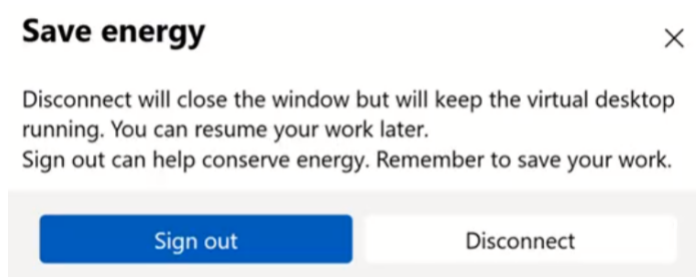 Save energy
Disconnect will close the window but will keep the virtual desktop
running. You can resume your work later.
Sign out can help conserve energy. Remember to save your work.
Sign out
Disconnect